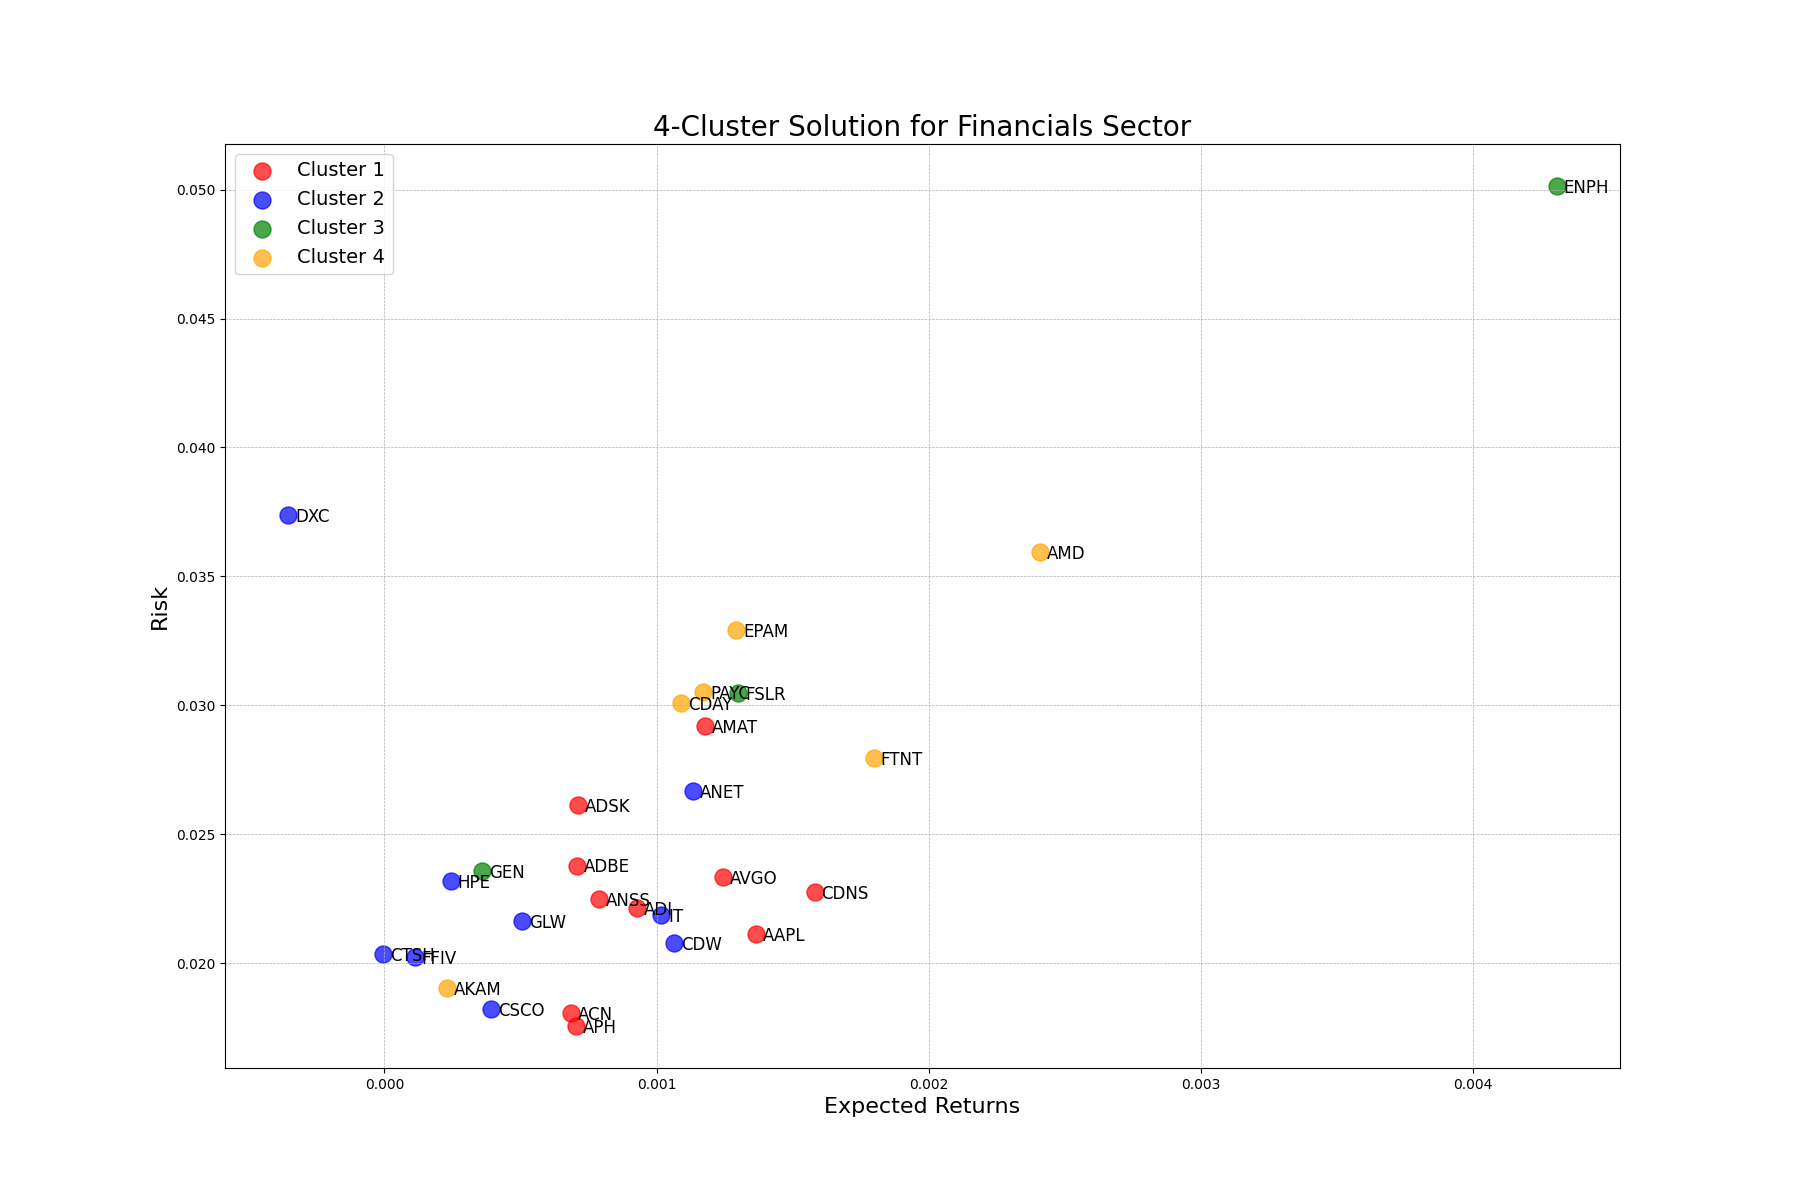 4-Cluster Solution for Financials Sector
Cluster 1
Cluster 2
Cluster 3
Cluster 4
0.050
0.045
0.040
0.035
0.030
0.025
0.020
Risk
ENPH
DXC
AMD
EPAM
PAYC
FSLR
CDAY
AMAT
FTNT
ANET
ADSK
ADBE
GEN
HPE
AVGO
CDNS
ANSS
ADI
IT
GLW
AAPL
CDW
CTSH
FFIV
AKAM
CSCO
ACN
APH
0.000
0.001
0.002
0.003
0.004
Expected Returns